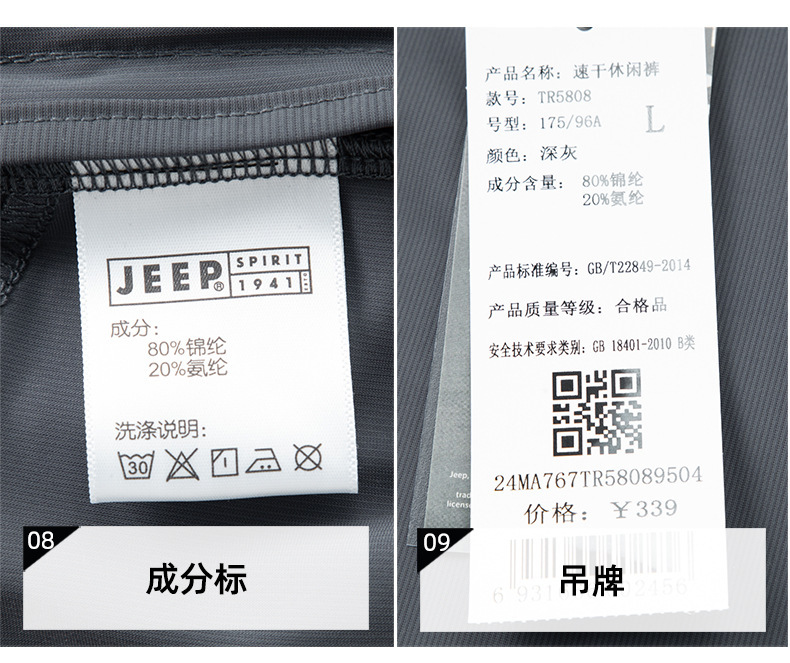 JEEP®
SPIRIT
1941
成分:
80%锦纶
20%氨纶
洗涤说明:
30
08
成分标
产品名称: 速干休闲裤
款号: TR5808
号型: 175/96A
L
颜色: 深灰
成分含量: 80%锦纶
20%氨纶
产品标准编号: GB/T22849-2014
产品质量等级: 合格品
安全技术要求类别: GB 18401-2010 B类
Jeep,
trad
license
24MA767TR58089504
价格: ￥339
09
吊牌